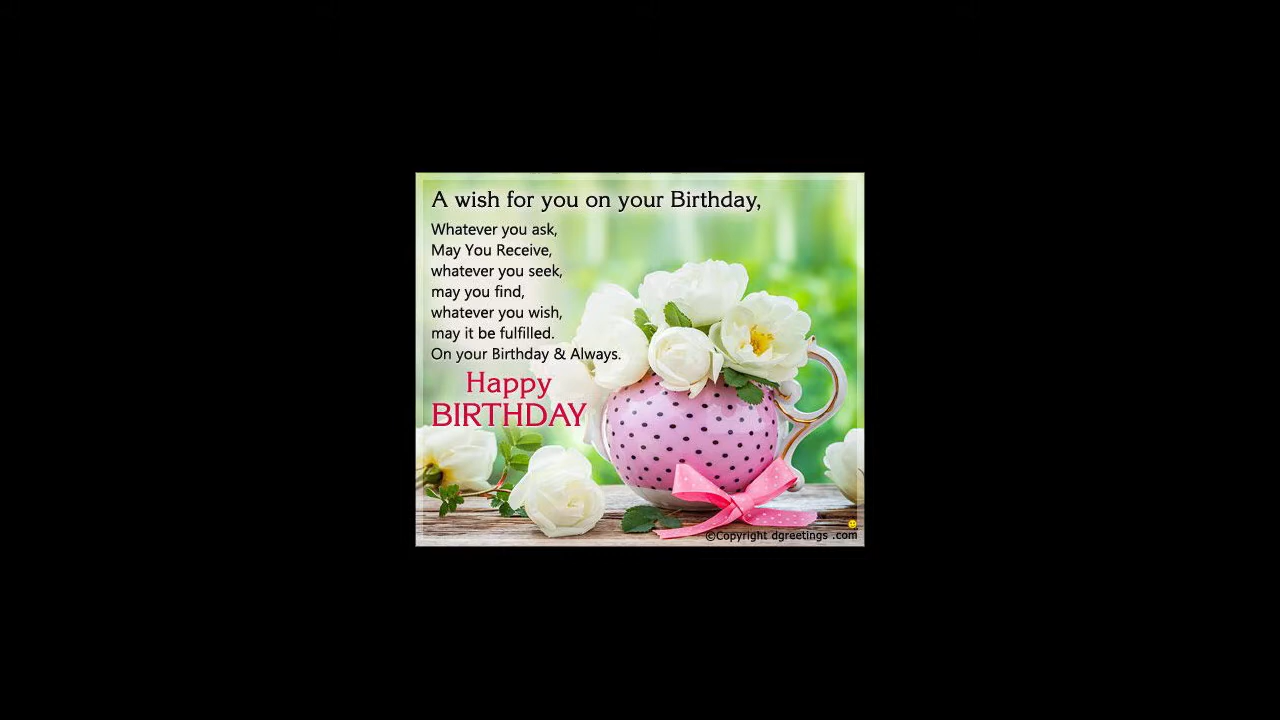 A wish for you on your Birthday,
Whatever you ask,
May You Receive,
whatever you seek,
may you find,
whatever you wish,
may it be fulfilled.
On your Birthday & Always.
Happy
BIRTHDAY
©Copyright dgreetings .com